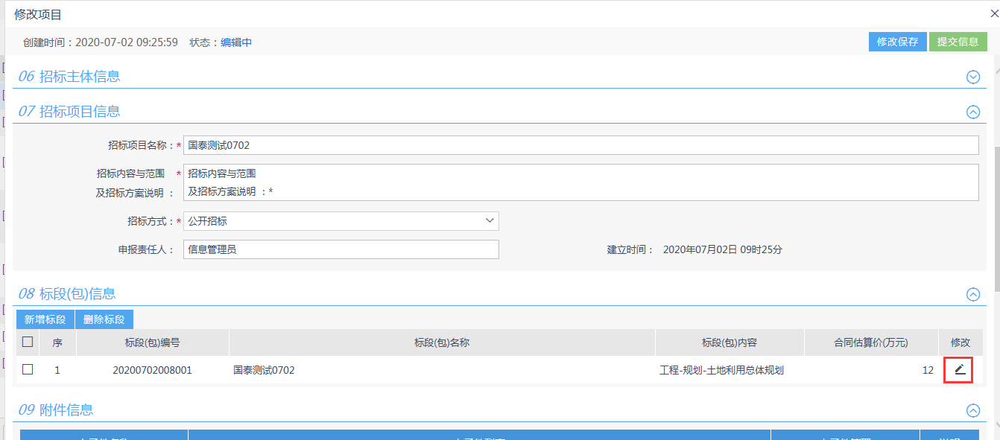 修改项目
创建时间：2020-07-02 09:25:59 状态：编辑中 修改保存 提交信息
06 招标主体信息
07 招标项目信息
招标项目名称：* 国泰测试0702
招标内容与范围 * 招标内容与范围
及招标方案说明 ： 及招标方案说明 ：*
招标方式：* 公开招标
申报责任人： 信息管理员 建立时间： 2020年07月02日 09时25分
08 标段(包)信息
新增标段 删除标段
序 标段(包)编号 标段(包)名称 标段(包)内容 合同估算价(万元) 修改
1 20200702008001 国泰测试0702 工程-规划-土地利用总体规划 12
09 附件信息